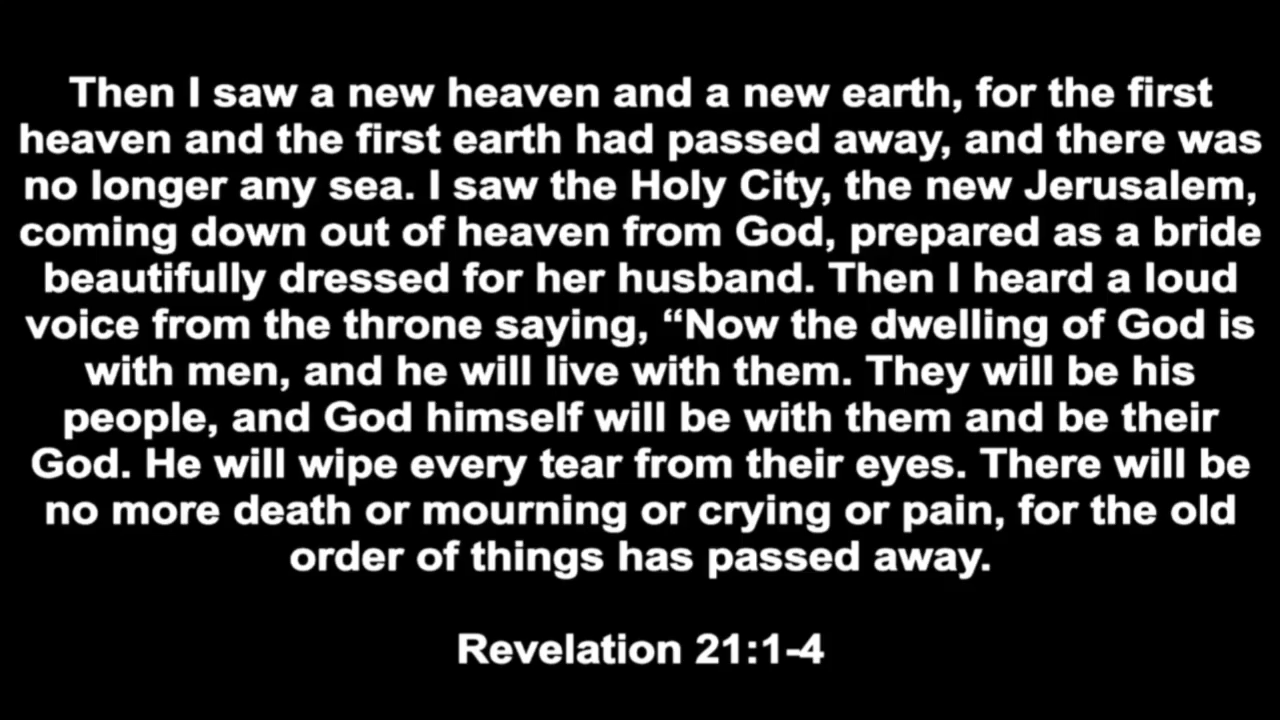 Then I saw a new heaven and a new earth, for the first
heaven and the first earth had passed away, and there was
no longer any sea. I saw the Holy City, the new Jerusalem,
coming down out of heaven from God, prepared as a bride
beautifully dressed for her husband. Then I heard a loud
voice from the throne saying, “Now the dwelling of God is
with men, and he will live with them. They will be his
people, and God himself will be with them and be their
God. He will wipe every tear from their eyes. There will be
no more death or mourning or crying or pain, for the old
order of things has passed away.
Revelation 21:1-4